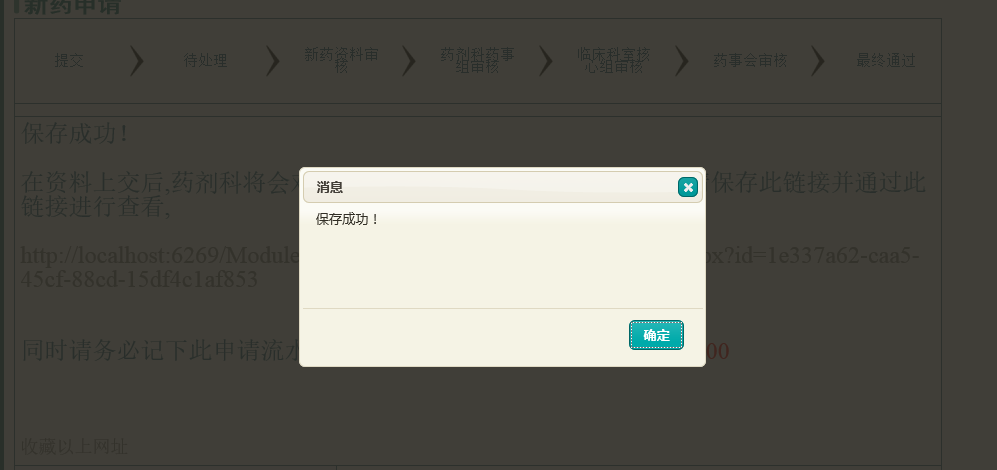 新药申请
提交
待处理
新药资料审
核
药剂科药事
组审核
临床科室核
心组审核
药事会审核
最终通过
保存成功！
在资料上交后,药剂科将会
保存此链接并通过此
链接进行查看,
http://localhost:6269/Module
ox?id=1e337a62-caa5-
45cf-88cd-15df4c1af853
同时请务必记下此申请流水
00
收藏以上网址
消息
保存成功！
确定